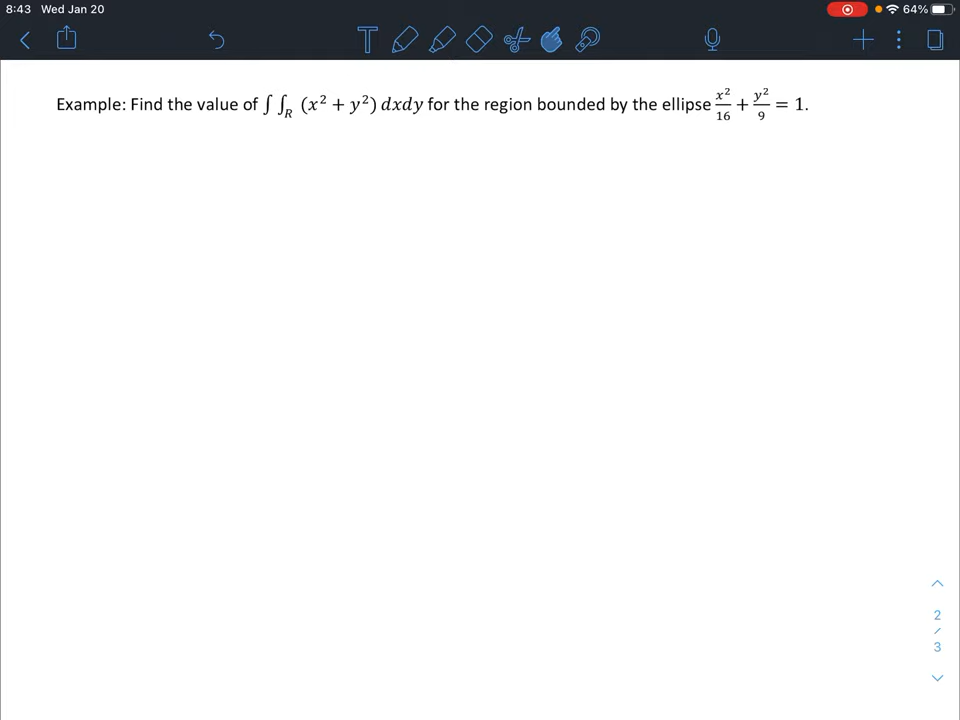 8:43 Wed Jan 20 64%
T
Example: Find the value of ∫ ∫_R (x² + y²) dxdy for the region bounded by the ellipse x²/16 + y²/9 = 1.
2
/
3